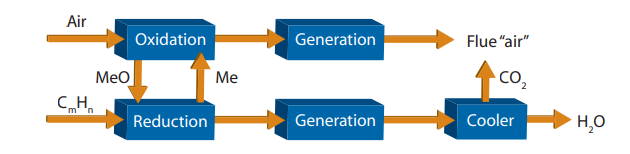 Air
Oxidation
Generation
Flue “air”
MeO
Me
CO₂
CₘHₙ
Reduction
Generation
Cooler
H₂O